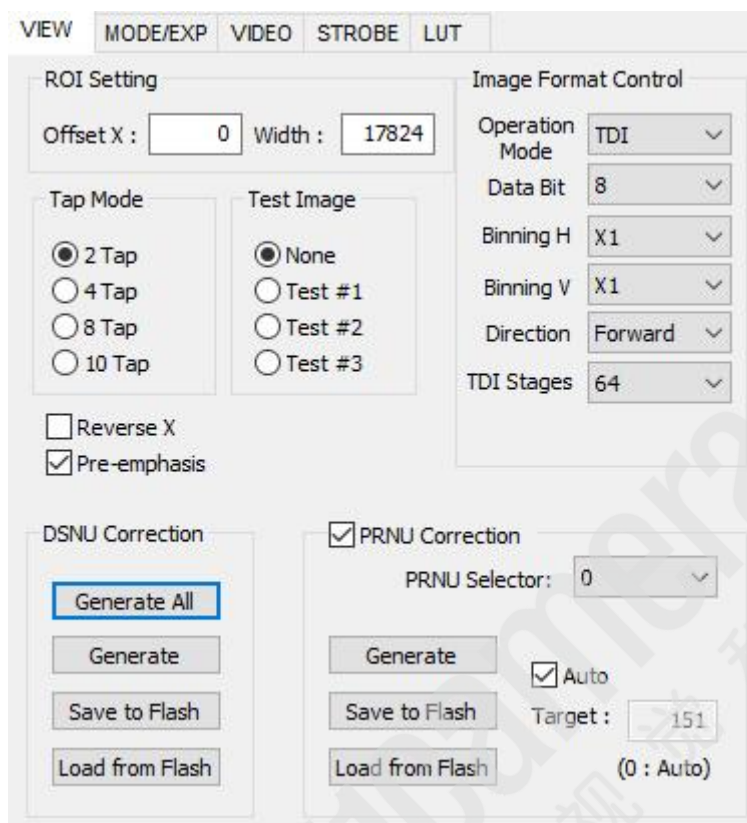 VIEW MODE/EXP VIDEO STROBE LUT
ROI Setting
Offset X : 0 Width : 17824
Tap Mode
2 Tap
4 Tap
8 Tap
10 Tap
Test Image
None
Test #1
Test #2
Test #3
Image Format Control
Operation Mode TDI
Data Bit 8
Binning H X1
Binning V X1
Direction Forward
TDI Stages 64
Reverse X
Pre-emphasis
DSNU Correction
Generate All
Generate
Save to Flash
Load from Flash
PRNU Correction
PRNU Selector: 0
Generate
Save to Flash
Load from Flash
Auto
Target : 151
(0 : Auto)